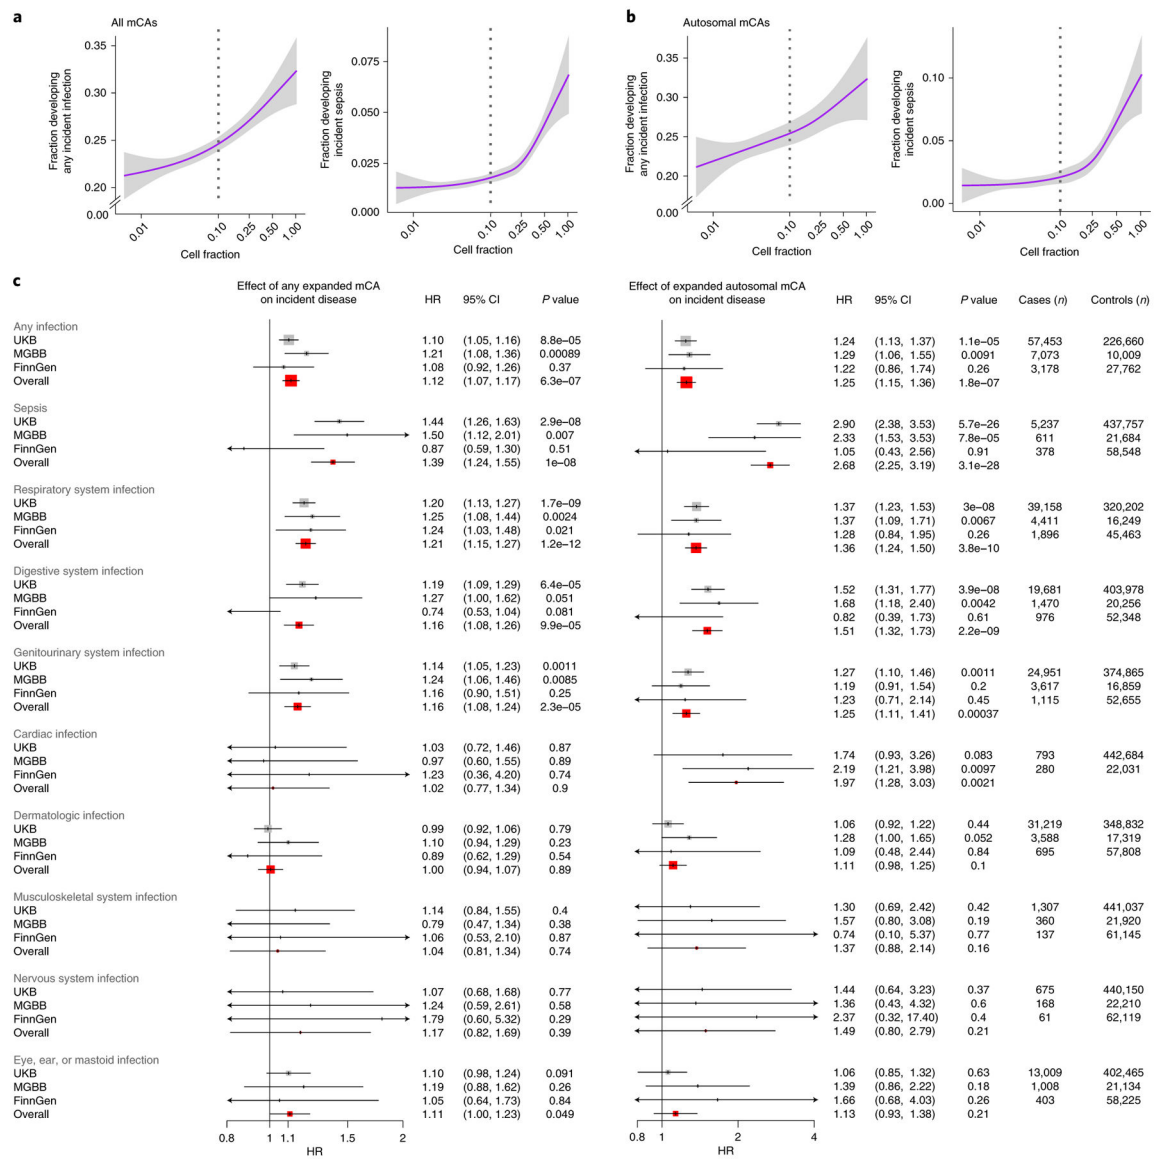 a
All mCAs
Fraction developing
any incident infection
0.35
0.30
0.25
0.20
0.00
0.01
0.10
0.25
0.50
1.00
Cell fraction
Fraction developing
incident sepsis
0.075
0.050
0.025
0.000
0.01
0.10
0.25
0.50
1.00
Cell fraction
b
Autosomal mCAs
Fraction developing
any incident infection
0.35
0.30
0.25
0.20
0.00
0.01
0.10
0.25
0.50
1.00
Cell fraction
Fraction developing
incident sepsis
0.10
0.05
0.00
0.01
0.10
0.25
0.50
1.00
Cell fraction
c
Effect of any expanded mCA
on incident disease
HR 95% CI P value
Effect of expanded autosomal mCA
on incident disease
HR 95% CI P value Cases (n) Controls (n)
Any infection
UKB 1.10 (1.05, 1.16) 8.8e−05 1.24 (1.13, 1.37) 1.1e−05 57,453 226,660
MGBB 1.21 (1.08, 1.36) 0.00089 1.29 (1.06, 1.55) 0.0091 7,073 10,009
FinnGen 1.08 (0.92, 1.26) 0.37 1.22 (0.86, 1.74) 0.26 3,178 27,762
Overall 1.12 (1.07, 1.17) 6.3e−07 1.25 (1.15, 1.36) 1.8e−07
Sepsis
UKB 1.44 (1.26, 1.63) 2.9e−08 2.90 (2.38, 3.53) 5.7e−26 5,237 437,757
MGBB 1.50 (1.12, 2.01) 0.007 2.33 (1.53, 3.53) 7.8e−05 611 21,684
FinnGen 0.87 (0.59, 1.30) 0.51 1.05 (0.43, 2.56) 0.91 378 58,548
Overall 1.39 (1.24, 1.55) 1e−08 2.68 (2.25, 3.19) 3.1e−28
Respiratory system infection
UKB 1.20 (1.13, 1.27) 1.7e−09 1.37 (1.23, 1.53) 3e−08 39,158 320,202
MGBB 1.25 (1.08, 1.44) 0.0024 1.37 (1.09, 1.71) 0.0067 4,411 16,249
FinnGen 1.24 (1.03, 1.48) 0.021 1.28 (0.84, 1.95) 0.26 1,896 45,463
Overall 1.21 (1.15, 1.27) 1.2e−12 1.36 (1.24, 1.50) 3.8e−10
Digestive system infection
UKB 1.19 (1.09, 1.29) 6.4e−05 1.52 (1.31, 1.77) 3.9e−08 19,681 403,978
MGBB 1.27 (1.00, 1.62) 0.051 1.68 (1.18, 2.40) 0.0042 1,470 20,256
FinnGen 0.74 (0.53, 1.04) 0.081 0.82 (0.39, 1.73) 0.61 976 52,348
Overall 1.16 (1.08, 1.26) 9.9e−05 1.51 (1.32, 1.73) 2.2e−09
Genitourinary system infection
UKB 1.14 (1.05, 1.23) 0.0011 1.27 (1.10, 1.46) 0.0011 24,951 374,865
MGBB 1.24 (1.06, 1.46) 0.0085 1.19 (0.91, 1.54) 0.2 3,617 16,859
FinnGen 1.16 (0.90, 1.51) 0.25 1.23 (0.71, 2.14) 0.45 1,115 52,655
Overall 1.16 (1.08, 1.24) 2.3e−05 1.25 (1.11, 1.41) 0.00037
Cardiac infection
UKB 1.03 (0.72, 1.46) 0.87 1.74 (0.93, 3.26) 0.083 793 442,684
MGBB 0.97 (0.60, 1.55) 0.89 2.19 (1.21, 3.98) 0.0097 280 22,031
FinnGen 1.23 (0.36, 4.20) 0.74 1.97 (1.28, 3.03) 0.0021
Overall 1.02 (0.77, 1.34) 0.9
Dermatologic infection
UKB 0.99 (0.92, 1.06) 0.79 1.06 (0.92, 1.22) 0.44 31,219 348,832
MGBB 1.10 (0.94, 1.29) 0.23 1.28 (1.00, 1.65) 0.052 3,588 17,319
FinnGen 0.89 (0.62, 1.29) 0.54 1.09 (0.48, 2.44) 0.84 695 57,808
Overall 1.00 (0.94, 1.07) 0.89 1.11 (0.98, 1.25) 0.1
Musculoskeletal system infection
UKB 1.14 (0.84, 1.55) 0.4 1.30 (0.69, 2.42) 0.42 1,307 441,037
MGBB 0.79 (0.47, 1.34) 0.38 1.57 (0.80, 3.08) 0.19 360 21,920
FinnGen 1.06 (0.53, 2.10) 0.87 0.74 (0.10, 5.37) 0.77 137 61,145
Overall 1.04 (0.81, 1.34) 0.74 1.37 (0.88, 2.14) 0.16
Nervous system infection
UKB 1.07 (0.68, 1.68) 0.77 1.44 (0.64, 3.23) 0.37 675 440,150
MGBB 1.24 (0.59, 2.61) 0.58 1.36 (0.43, 4.32) 0.6 168 22,210
FinnGen 1.79 (0.60, 5.32) 0.29 2.37 (0.32, 17.40) 0.4 61 62,119
Overall 1.17 (0.82, 1.69) 0.39 1.49 (0.80, 2.79) 0.21
Eye, ear, or mastoid infection
UKB 1.10 (0.98, 1.24) 0.091 1.06 (0.85, 1.32) 0.63 13,009 402,465
MGBB 1.19 (0.88, 1.62) 0.26 1.39 (0.86, 2.22) 0.18 1,008 21,134
FinnGen 1.05 (0.64, 1.73) 0.84 1.66 (0.68, 4.03) 0.26 403 58,225
Overall 1.11 (1.00, 1.23) 0.049 1.13 (0.93, 1.38) 0.21
0.8 1 1.1 1.5 2 0.8 1 2 4
HR HR